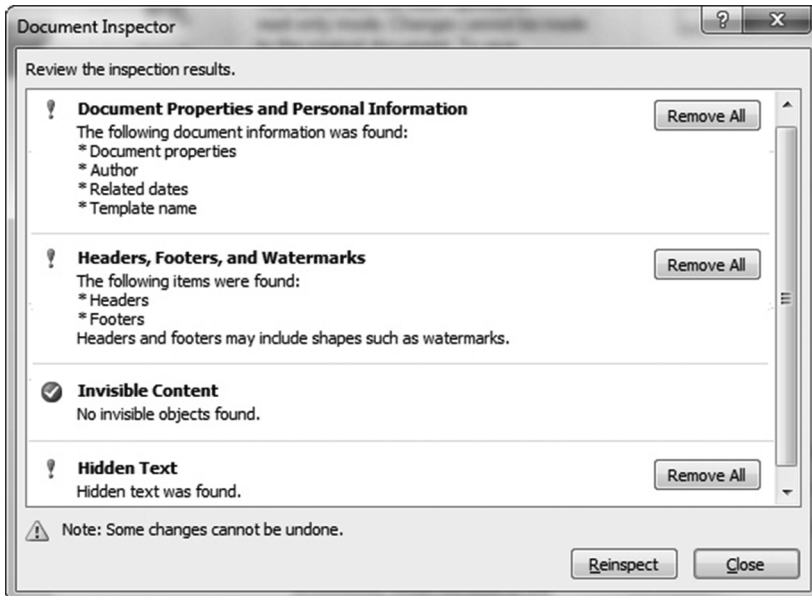 Document Inspector
?
Review the inspection results.
Document Properties and Personal Information
Remove All
The following document information was found:
* Document properties
* Author
* Related dates
* Template name
Headers, Footers, and Watermarks
Remove All
The following items were found:
* Headers
* Footers
Headers and footers may include shapes such as watermarks.
Invisible Content
No invisible objects found.
Hidden Text
Remove All
Hidden text was found.
Note: Some changes cannot be undone.
Reinspect
Close